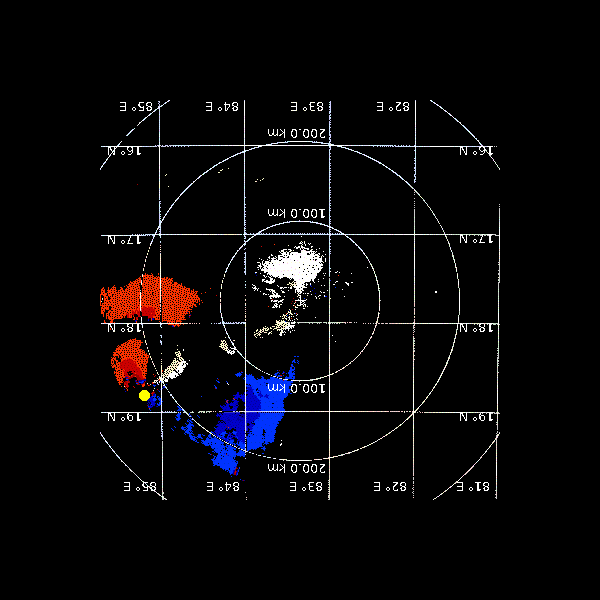 81° E 82° E 83° E 84° E 85° E
200.0 km
19° N 19° N
100.0 km
18° N 18° N
17° N 17° N
100.0 km
16° N 16° N
200.0 km
82° E 83° E 84° E 85° E